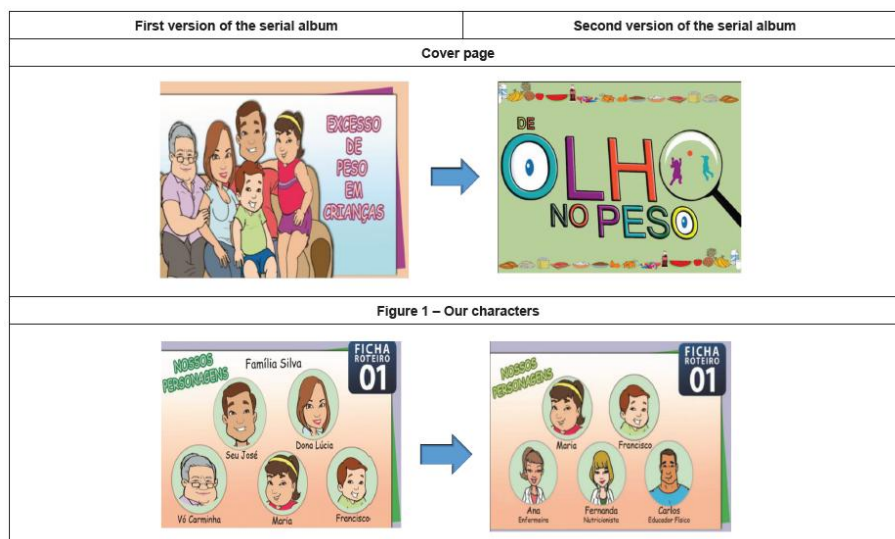 First version of the serial album
Second version of the serial album
Cover page
EXCESSO
DE
PESO
EM
CRIANÇAS
DE
OLHO
NO PESO
Figure 1 – Our characters
NOSSOS
PERSONAGENS
Família Silva
FICHA
ROTEIRO
01
Seu José
Dona Lúcia
Vó Carminha
Maria
Francisco
NOSSOS
PERSONAGENS
FICHA
ROTEIRO
01
Maria
Francisco
Ana
Enfermeira
Fernanda
Nutricionista
Carlos
Educador Físico